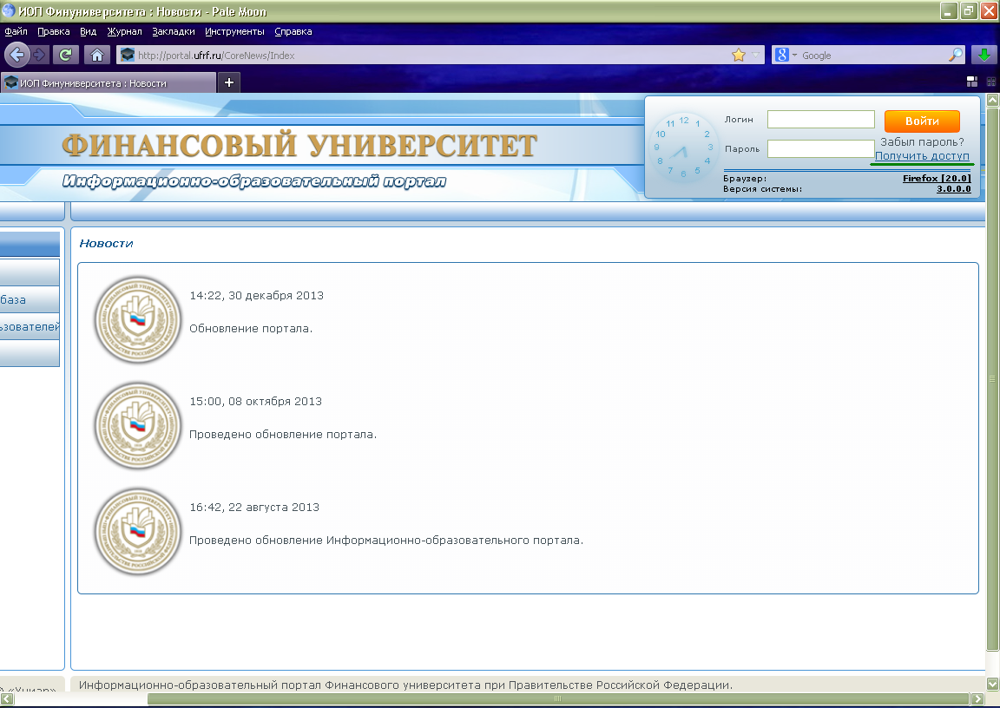 ИОП Финуниверситета : Новости - Pale Moon
Файл Правка Вид Журнал Закладки Инструменты Справка
http://portal.ufrf.ru/CoreNews/Index
Google
ИОП Финуниверситета : Новости
ФИНАНСОВЫЙ УНИВЕРСИТЕТ
Информационно-образовательный портал
12 1 2 3 4 5 6 7 8 9 10 11
Логин
Войти
Забыл пароль?
Пароль
Получить доступ
Браузер: Firefox [20.0]
Версия системы: 3.0.0.0
база
ьзователей
Новости
14:22, 30 декабря 2013
Обновление портала.
15:00, 08 октября 2013
Проведено обновление портала.
16:42, 22 августа 2013
Проведено обновление Информационно-образовательного портала.
Информационно-образовательный портал Финансового университета при Правительстве Российской Федерации.